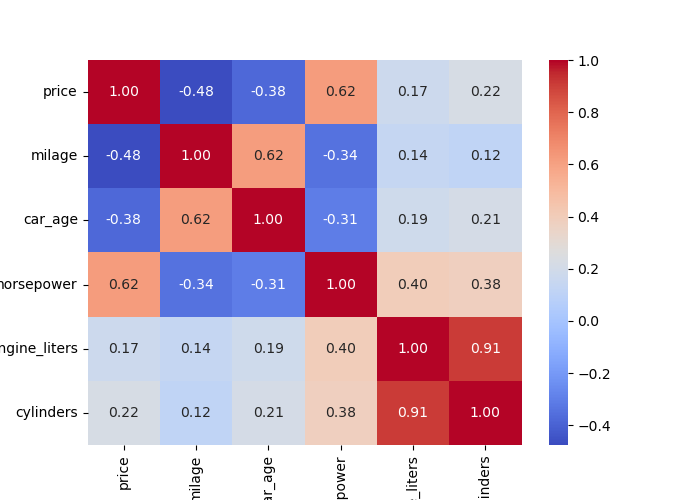 price 1.00 -0.48 -0.38 0.62 0.17 0.22
milage -0.48 1.00 0.62 -0.34 0.14 0.12
car_age -0.38 0.62 1.00 -0.31 0.19 0.21
horsepower 0.62 -0.34 -0.31 1.00 0.40 0.38
ngine_liters 0.17 0.14 0.19 0.40 1.00 0.91
cylinders 0.22 0.12 0.21 0.38 0.91 1.00
price milage ar_age power _liters inders
1.0
0.8
0.6
0.4
0.2
0.0
−0.2
−0.4